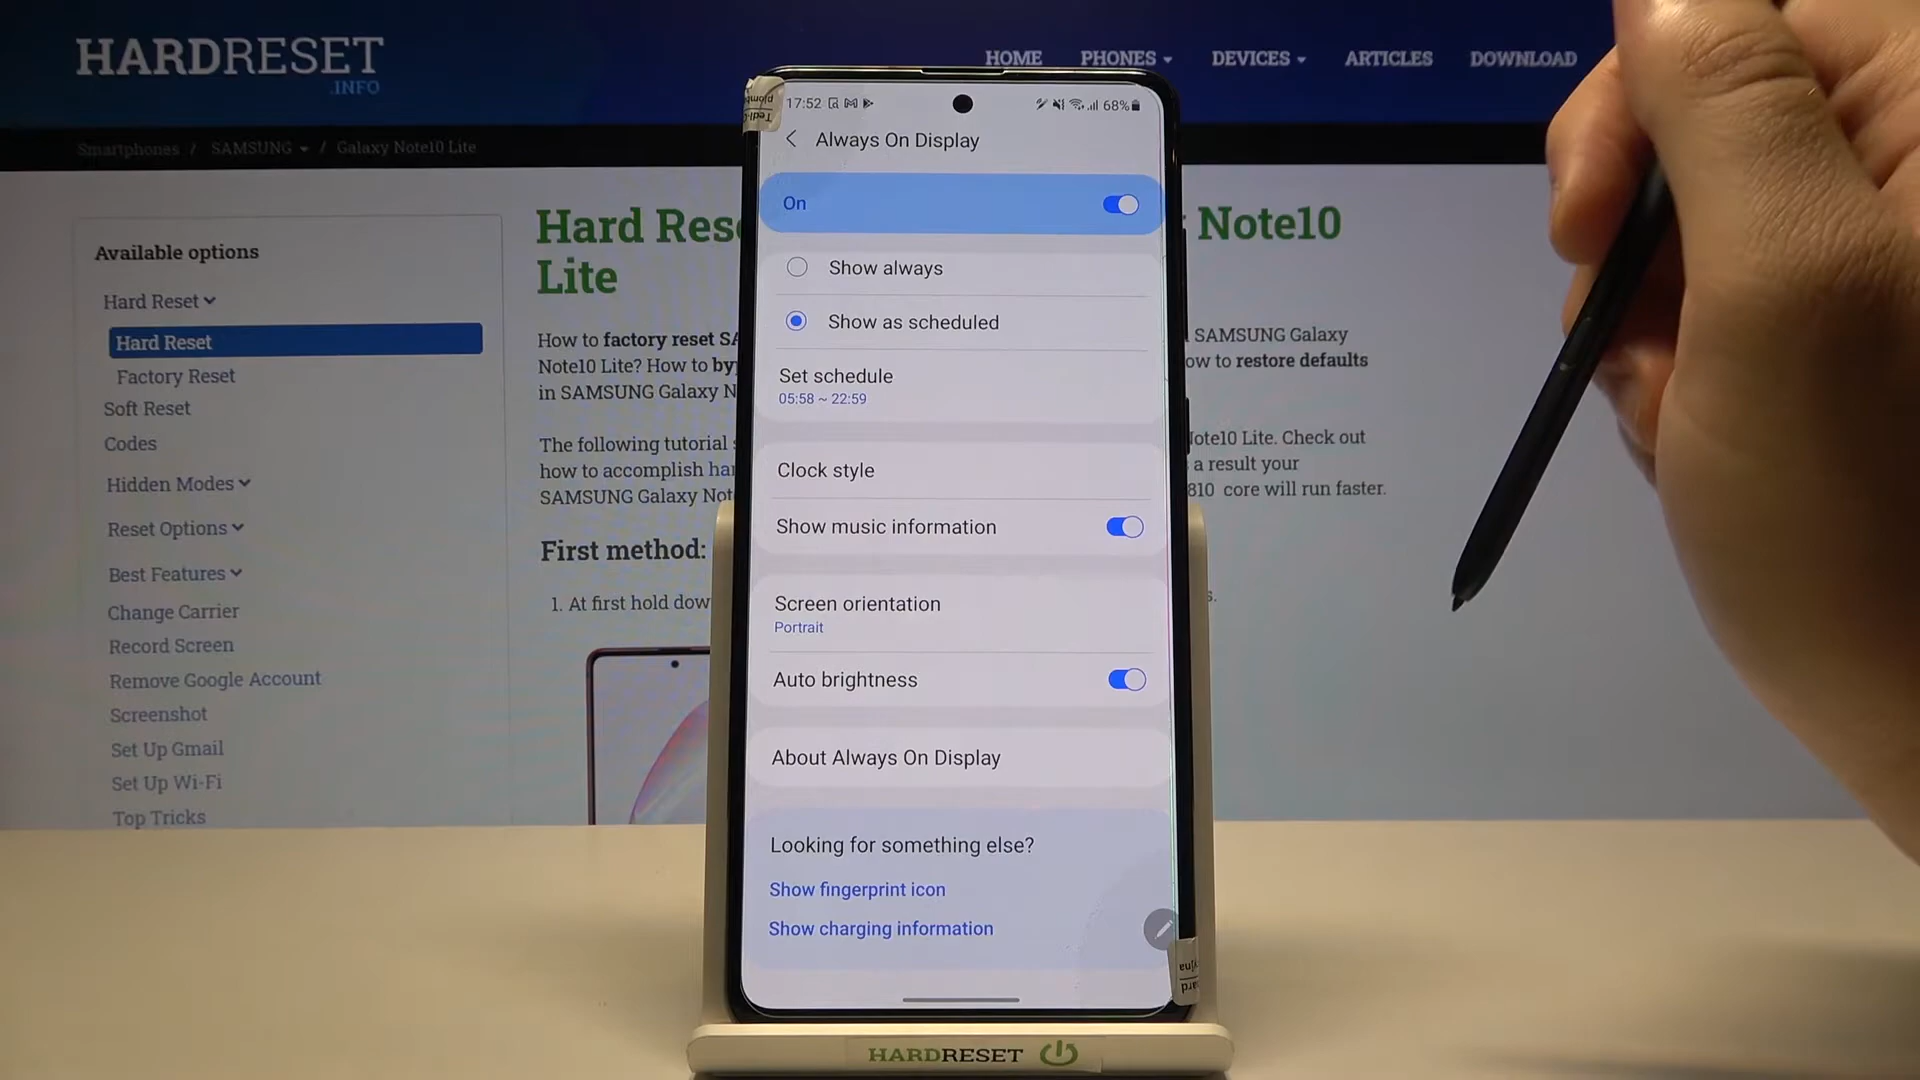 HARDRESET
.INFO
HOME PHONES DEVICES ARTICLES DOWNLOAD
Smartphones / SAMSUNG / Galaxy Note10 Lite
Available options
Hard Reset
Hard Reset
Factory Reset
Soft Reset
Codes
Hidden Modes
Reset Options
Best Features
Change Carrier
Record Screen
Remove Google Account
Screenshot
Set Up Gmail
Set Up Wi-Fi
Top Tricks
Hard Note10
Lite
How to factory reset SAMSUNG Galaxy
Note10 Lite? How to ow to restore defaults
in SAMSUNG Galaxy
The following tutorial Note10 Lite. Check out
how to accomplish a result your
SAMSUNG Galaxy 810 core will run faster.
First method:
1. At first hold s.
17:52 68%
Always On Display
On
Show always
Show as scheduled
Set schedule
05:58 ~ 22:59
Clock style
Show music information
Screen orientation
Portrait
Auto brightness
About Always On Display
Looking for something else?
Show fingerprint icon
Show charging information
HARDRESET